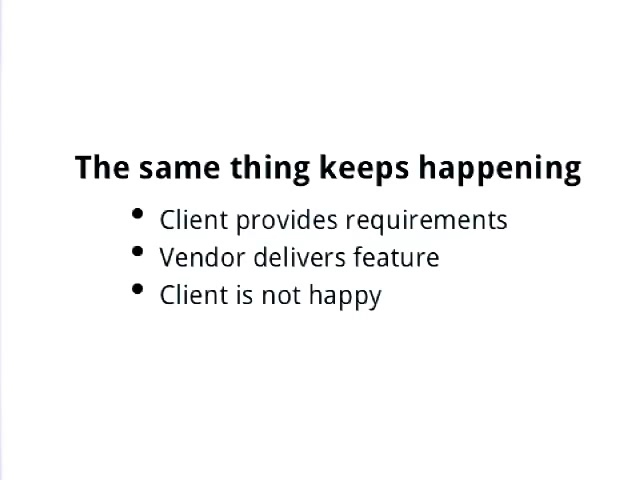 The same thing keeps happening
• Client provides requirements
• Vendor delivers feature
• Client is not happy